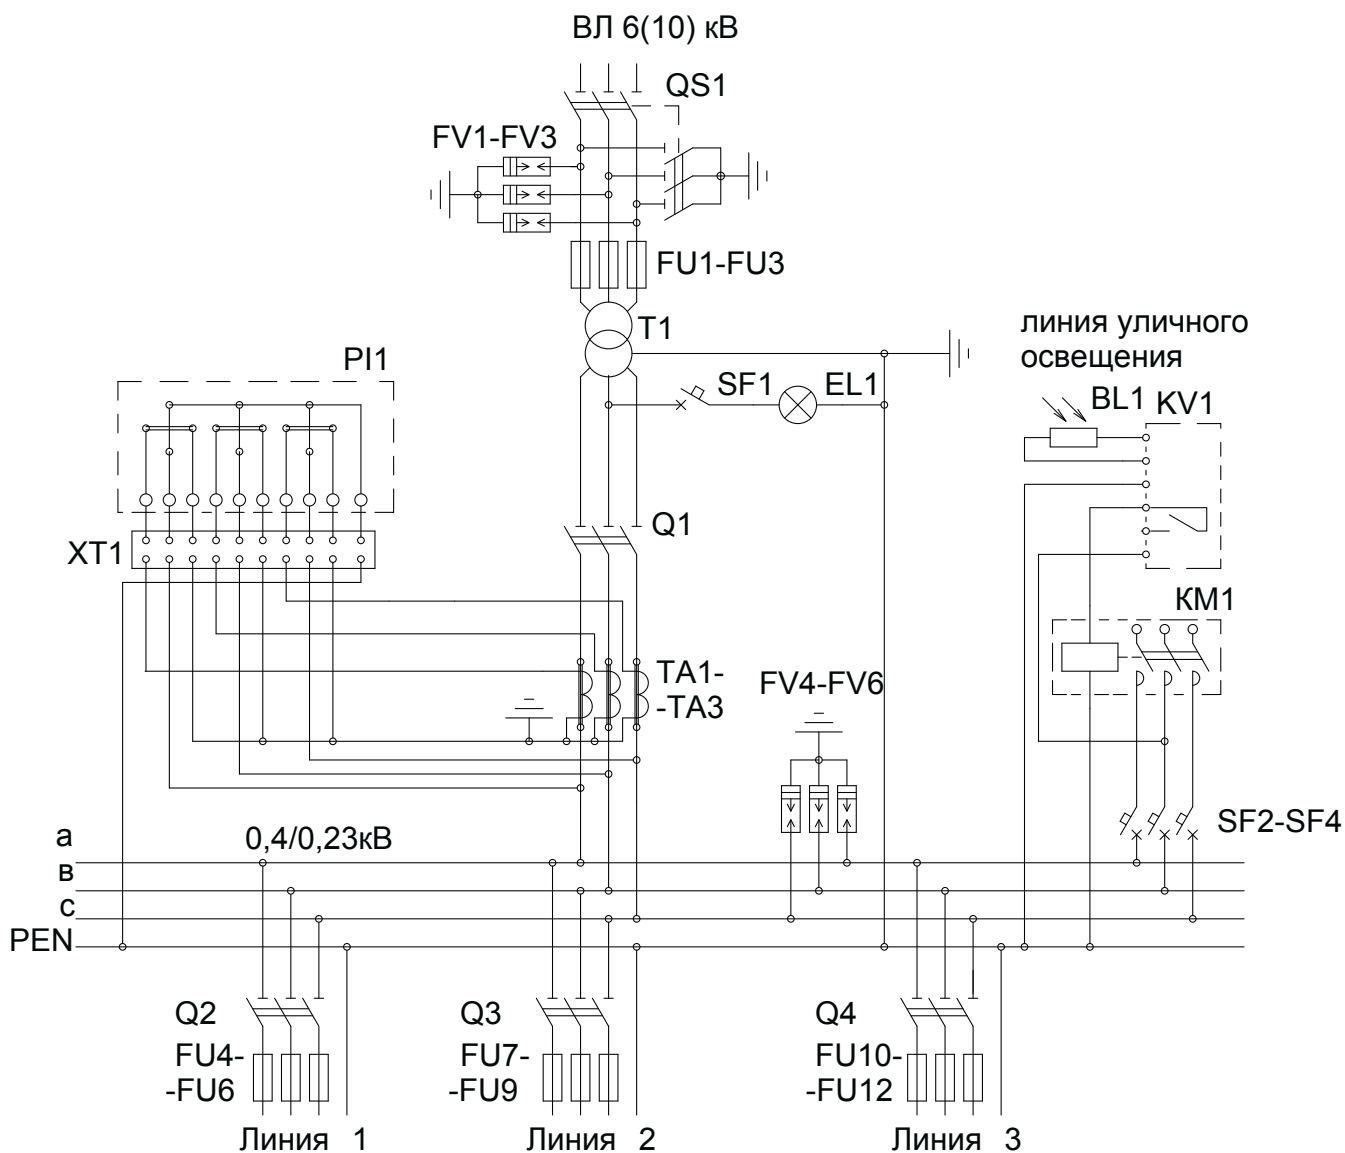 ВЛ 6(10) кВ
QS1
FV1-FV3
FU1-FU3
T1
линия уличного
освещения
PI1
SF1
EL1
BL1
KV1
Q1
XT1
КМ1
TA1-
-TA3
FV4-FV6
SF2-SF4
а
0,4/0,23кВ
в
с
PEN
Q2
Q3
Q4
FU4-
-FU6
FU7-
-FU9
FU10-
-FU12
Линия 1
Линия 2
Линия 3